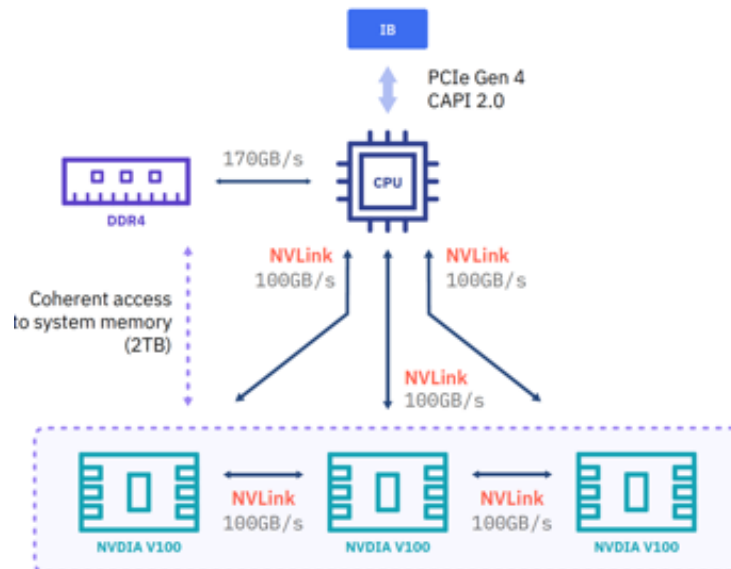 IB
PCIe Gen 4
CAPI 2.0
170GB/s
CPU
DDR4
NVLink
100GB/s
NVLink
100GB/s
Coherent access
to system memory
(2TB)
NVLink
100GB/s
NVLink
100GB/s
NVLink
100GB/s
NVDIA V100
NVDIA V100
NVDIA V100